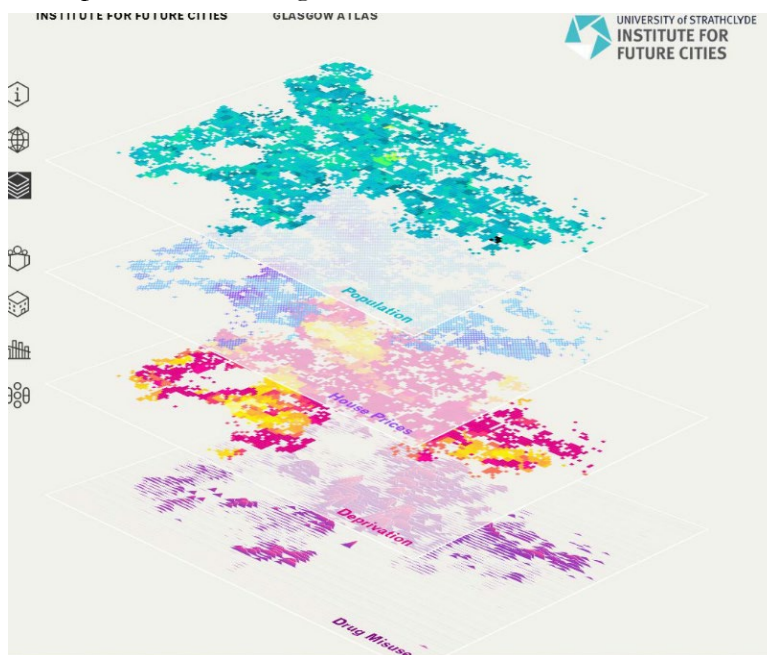 INSTITUTE FOR FUTURE CITIES
GLASGOW ATLAS
UNIVERSITY of STRATHCLYDE
INSTITUTE FOR
FUTURE CITIES
Population
House Prices
Deprivation
Drug Misuse